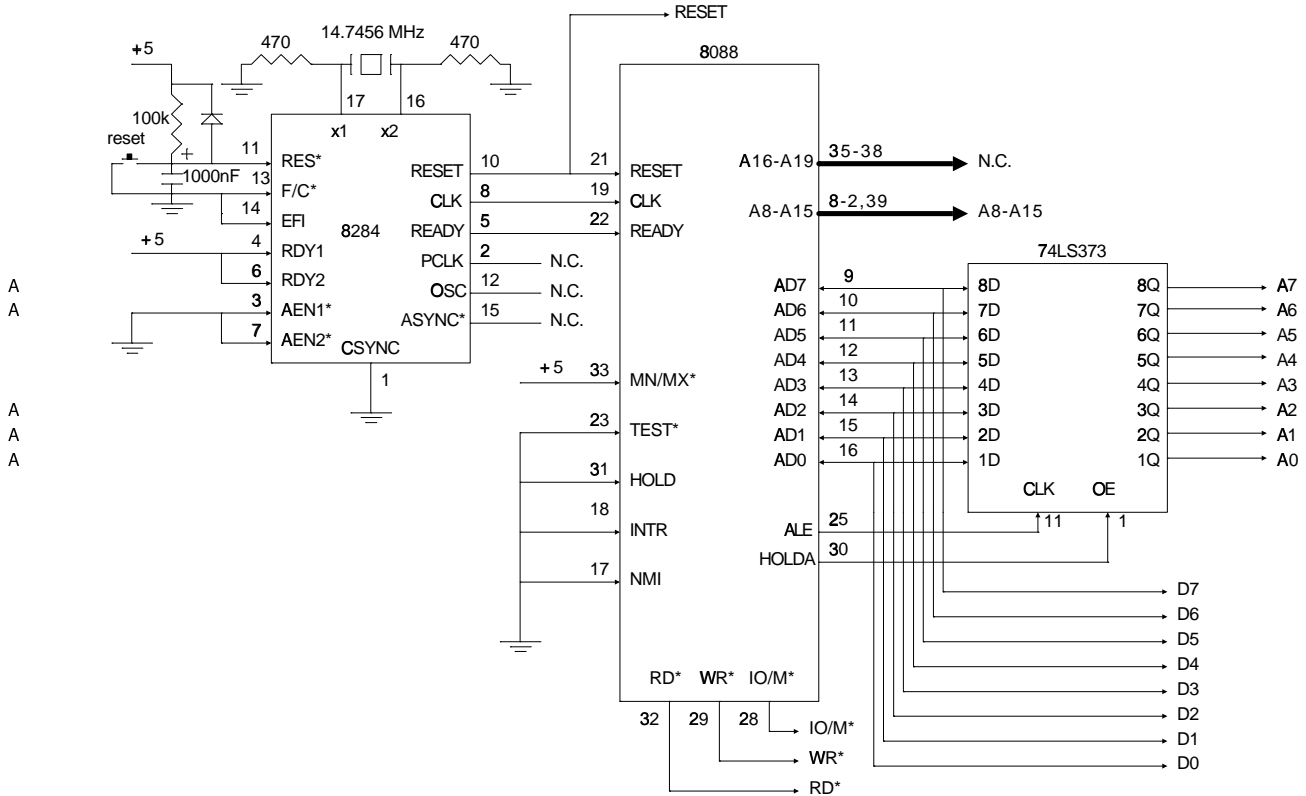 RESET
14.7456 MHz
470
470
+5
8088
17
16
100k
x1
x2
reset
11
RES*
1000nF
13
F/C*
14
EFI
8284
+5
4
RDY1
6
RDY2
3
AEN1*
7
AEN2*
CSYNC
1
RESET
10
CLK
8
READY
5
PCLK
2
N.C.
OSC
12
N.C.
ASYNC*
15
N.C.
21
RESET
19
CLK
22
READY
+5
33
MN/MX*
23
TEST*
31
HOLD
18
INTR
17
NMI
A16-A19
35-38
N.C.
A8-A15
8-2,39
A8-A15
74LS373
AD7
9
8D
8Q
A7
AD6
10
7D
7Q
A6
AD5
11
6D
6Q
A5
AD4
12
5D
5Q
A4
AD3
13
4D
4Q
A3
AD2
14
3D
3Q
A2
AD1
15
2D
2Q
A1
AD0
16
1D
1Q
A0
CLK
OE
ALE
25
11
1
HOLDA
30
D7
D6
D5
D4
D3
D2
D1
D0
RD*
WR*
IO/M*
32
29
28
IO/M*
WR*
RD*
A
A
A
A
A